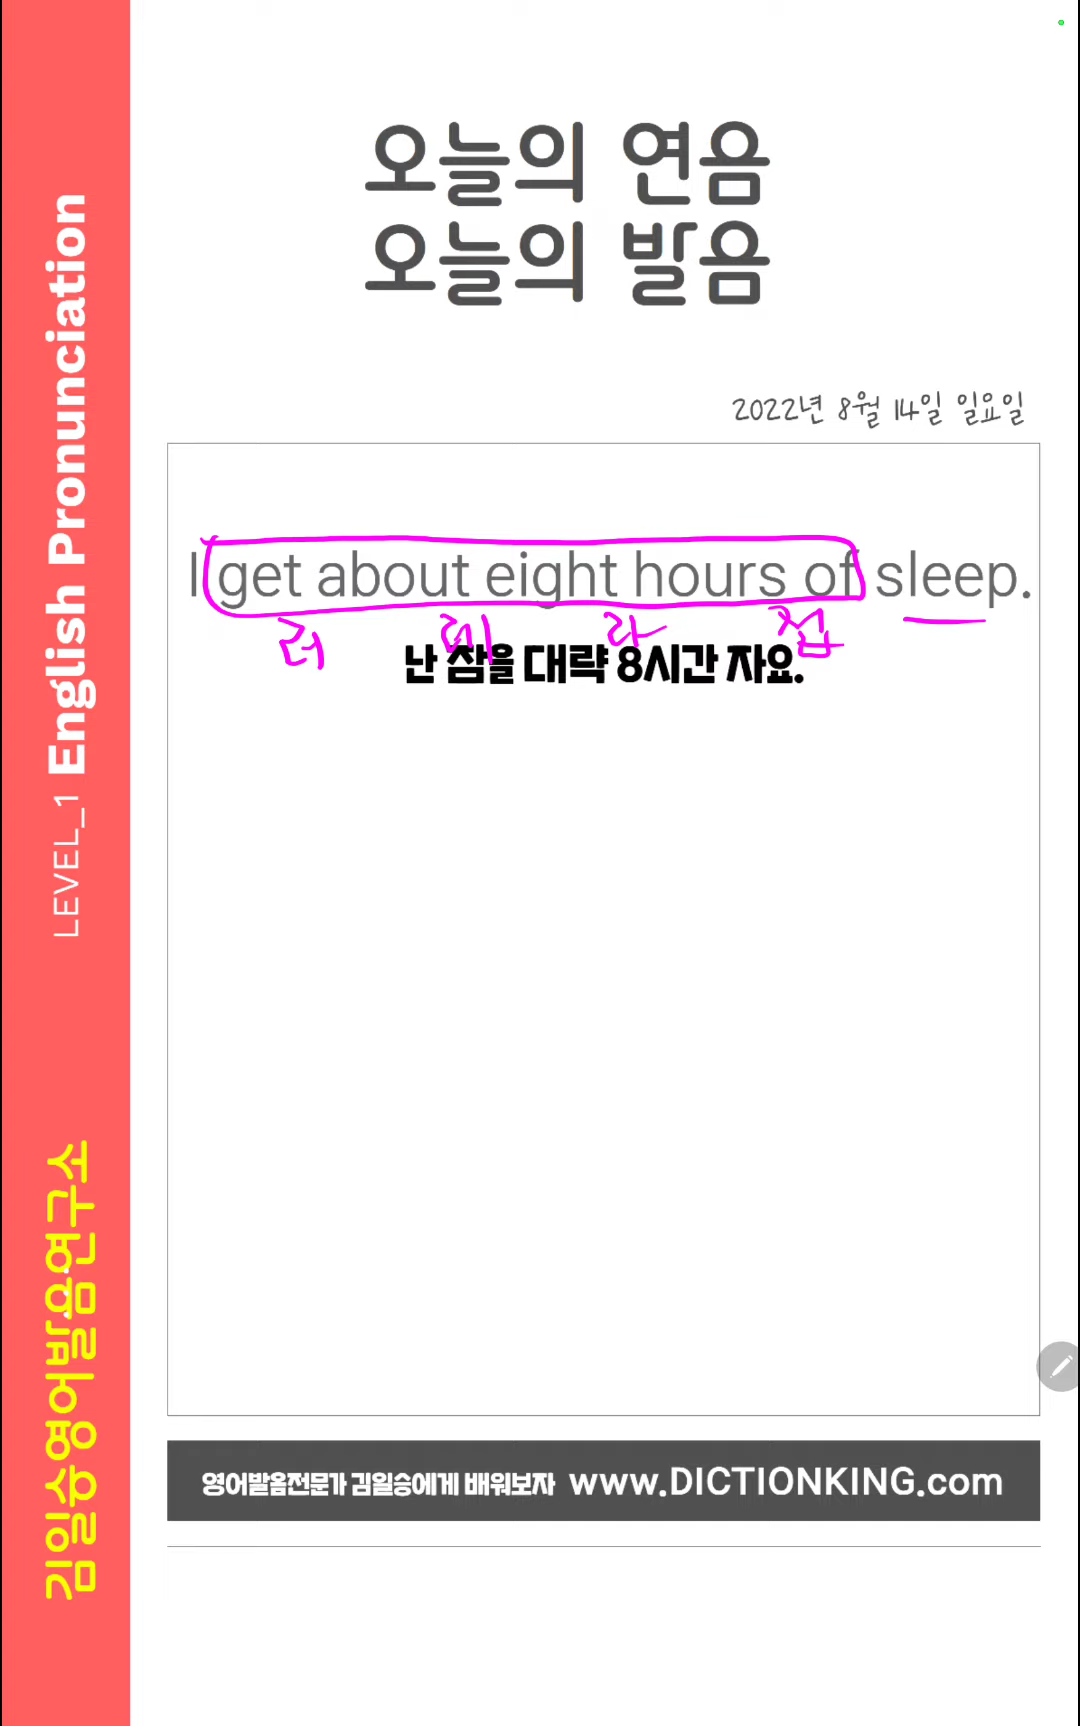 오늘의 연음
오늘의 발음
2022년 8월 14일 일요일
I get about eight hours of sleep.
러 레 라 접
난 잠을 대략 8시간 자요.
영어발음전문가 김일승에게 배워보자 www.DICTIONKING.com
LEVEL_1 English Pronunciation
김일승영어발음연구소